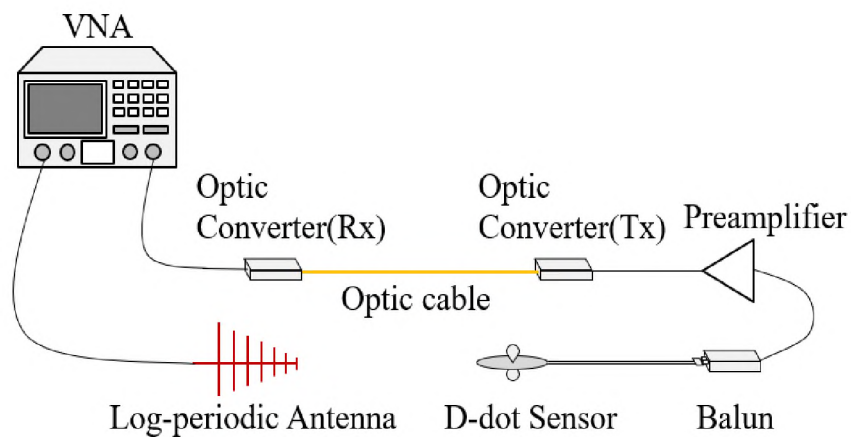 VNA
Optic
Converter(Rx)
Optic
Converter(Tx)
Preamplifier
Optic cable
Log-periodic Antenna
D-dot Sensor
Balun